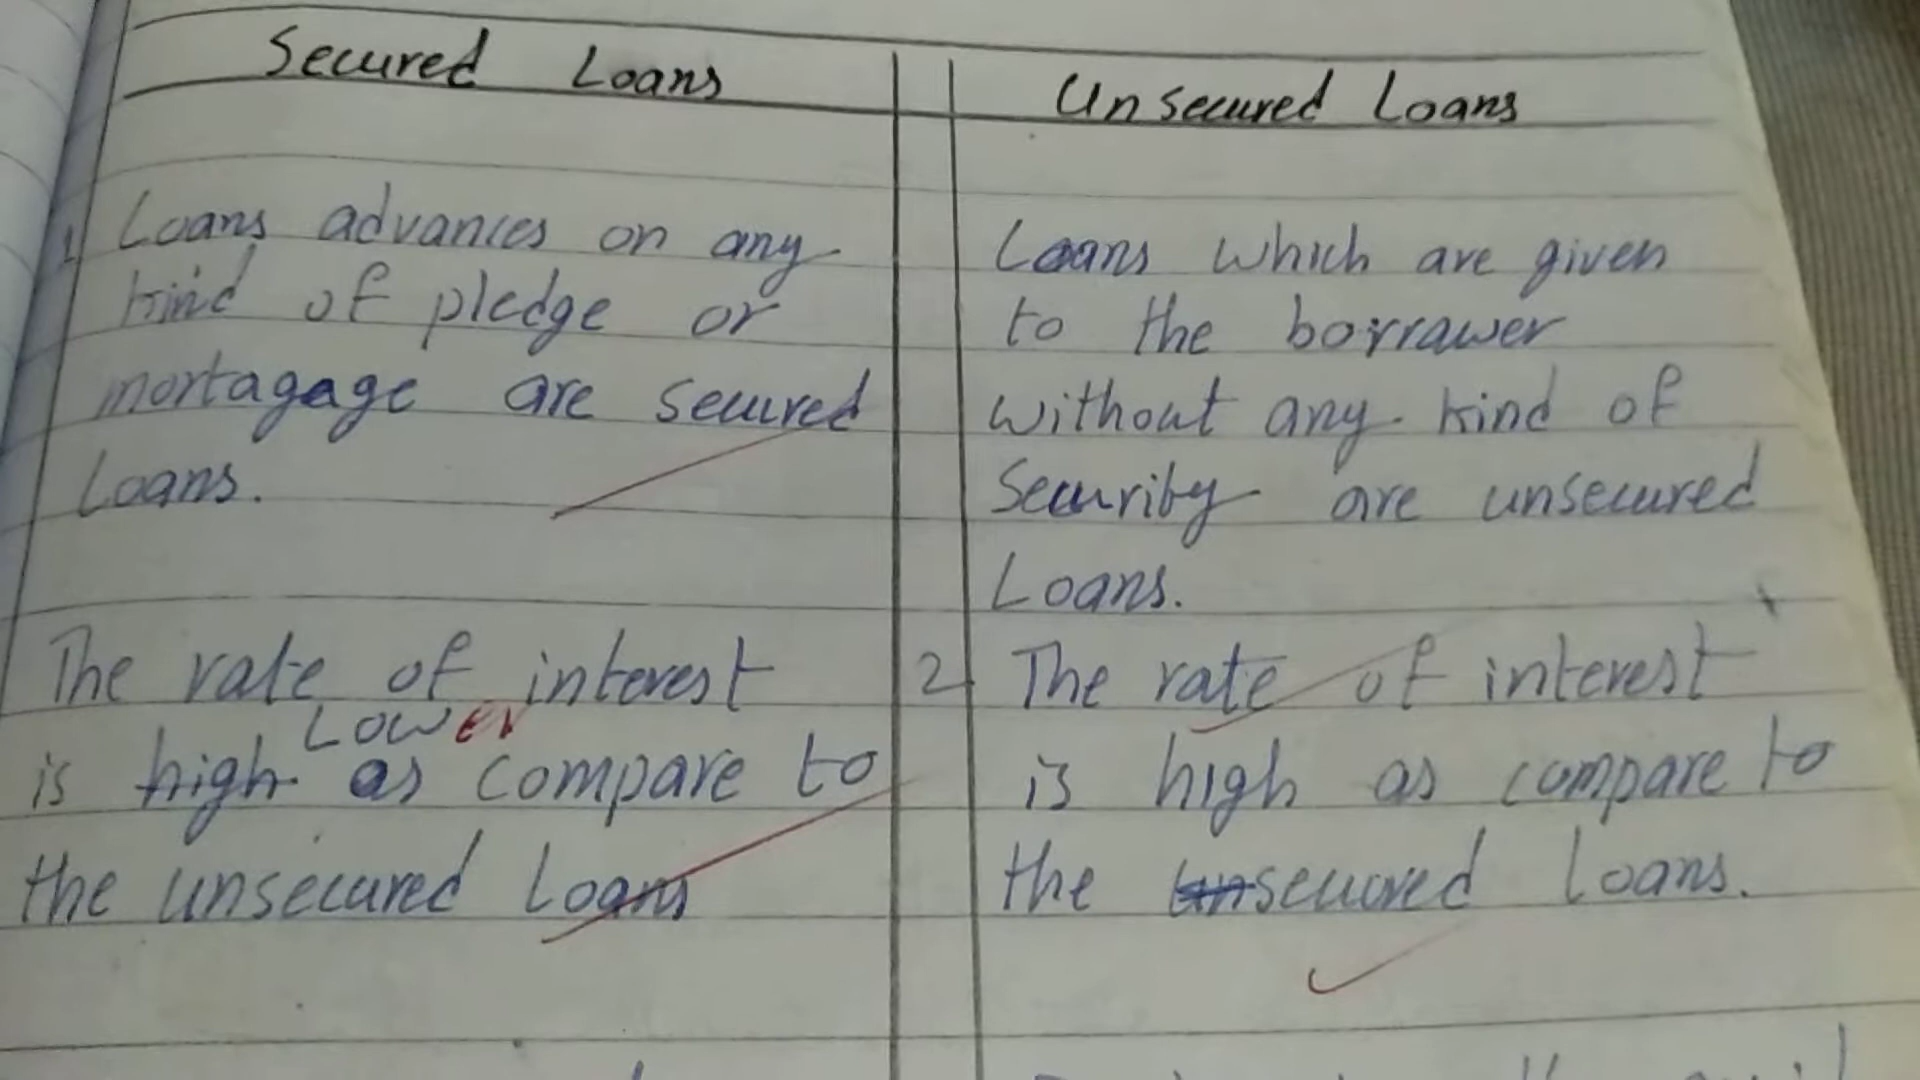 Secured Loans
Unsecured Loans
1 Loans advances on any
kind of pledge or
mortagage are secured
Loans.
Loans which are given
to the borrawer
without any kind of
Security are unsecured
Loans.
The rate of interest
Lower
is high as compare to
the unsecured Loans
2 The rate of interest
is high as compare to
the unsecured loans.